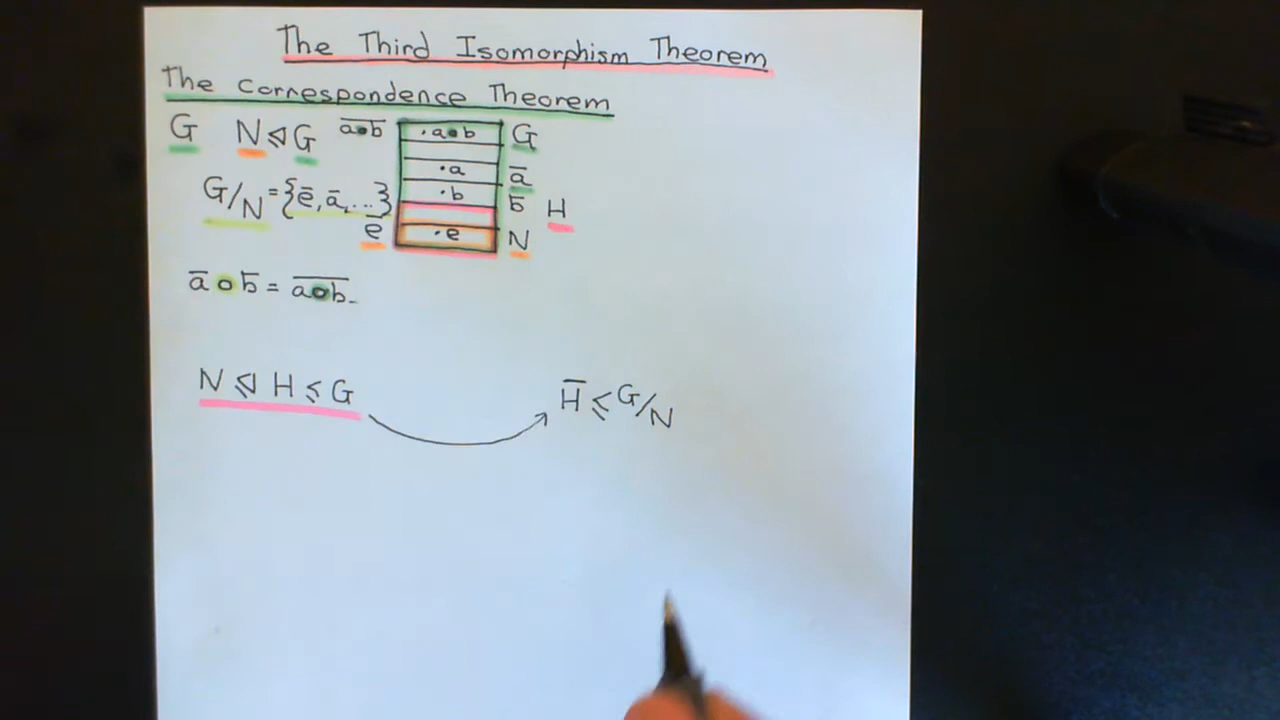 The Third Isomorphism Theorem
The Correspondence Theorem
G N⊴G a∘b‾ ·a∘b G
·a ā
G/N = {ē, ā, ...} ·b b̄ H
ē ·e N
ā ∘ b̄ = a∘b‾
N ⊴ H ≤ G H̄ ≤ G/N